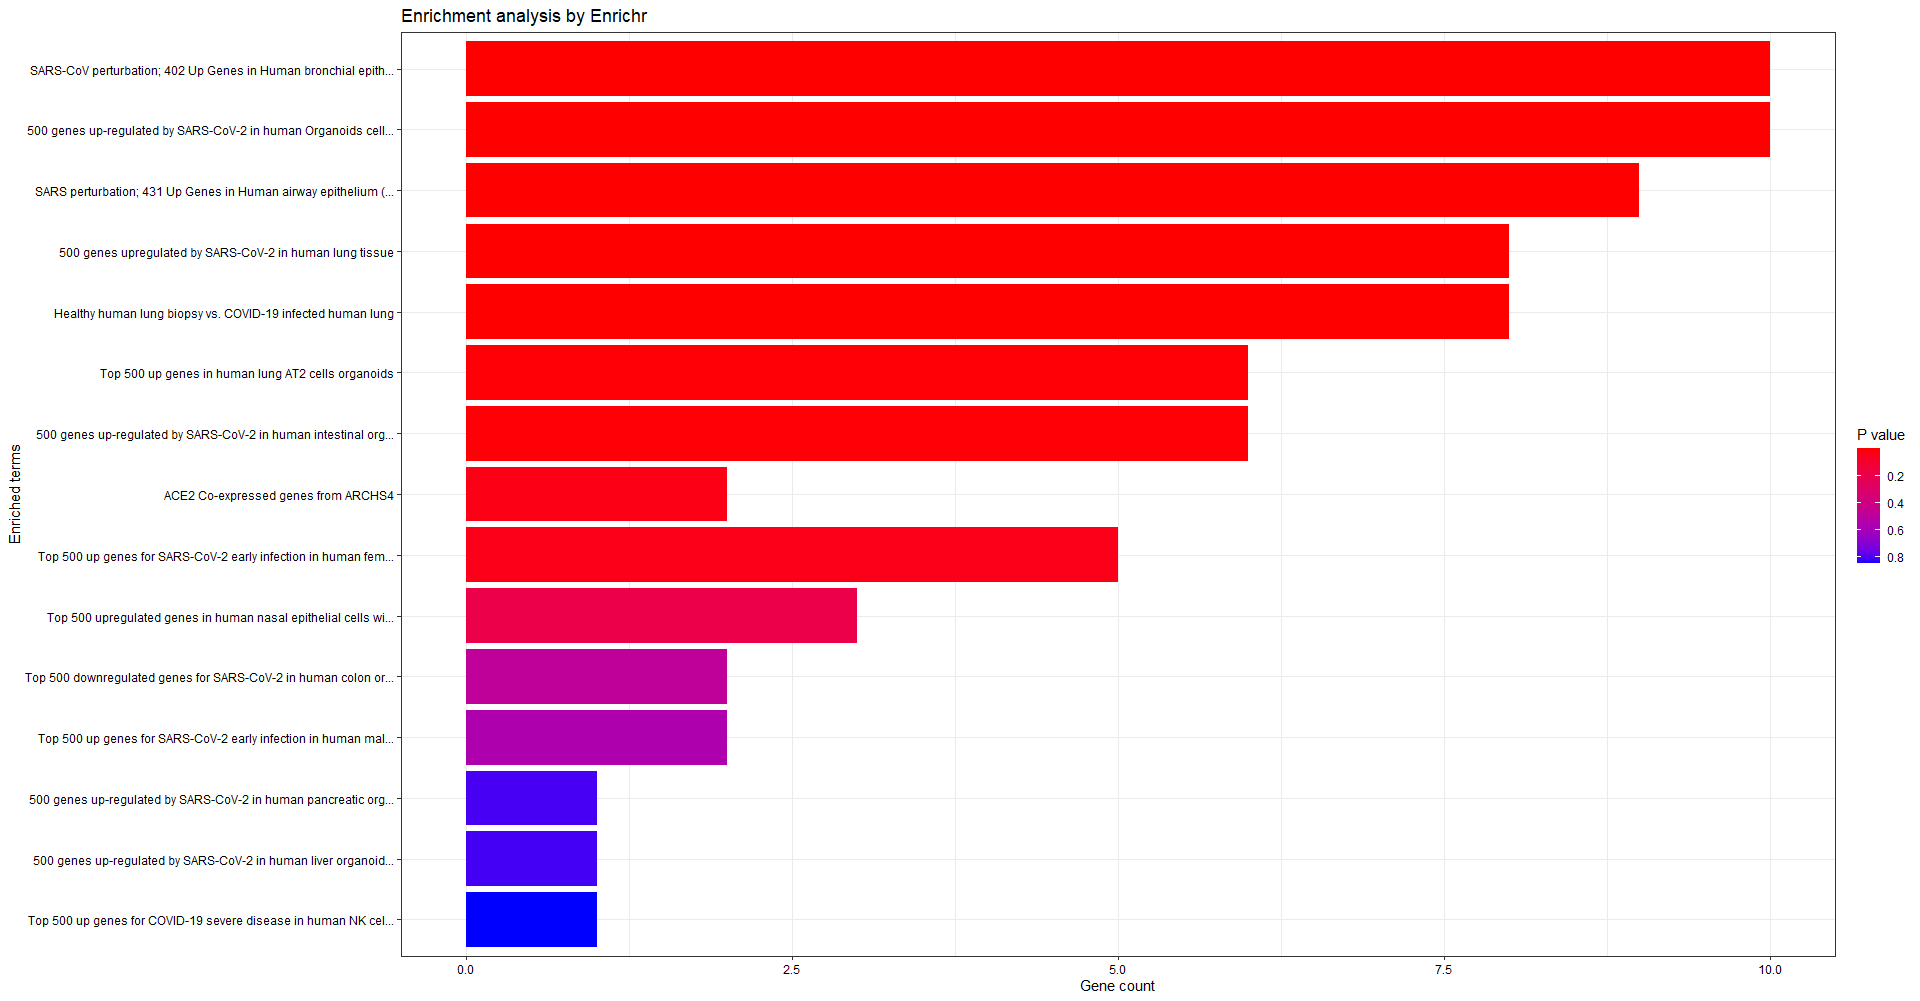 Enrichment analysis by Enrichr
SARS-CoV perturbation; 402 Up Genes in Human bronchial epith...
500 genes up-regulated by SARS-CoV-2 in human Organoids cell...
SARS perturbation; 431 Up Genes in Human airway epithelium (...
500 genes upregulated by SARS-CoV-2 in human lung tissue
Healthy human lung biopsy vs. COVID-19 infected human lung
Top 500 up genes in human lung AT2 cells organoids
500 genes up-regulated by SARS-CoV-2 in human intestinal org...
ACE2 Co-expressed genes from ARCHS4
Top 500 up genes for SARS-CoV-2 early infection in human fem...
Top 500 upregulated genes in human nasal epithelial cells wi...
Top 500 downregulated genes for SARS-CoV-2 in human colon or...
Top 500 up genes for SARS-CoV-2 early infection in human mal...
500 genes up-regulated by SARS-CoV-2 in human pancreatic org...
500 genes up-regulated by SARS-CoV-2 in human liver organoid...
Top 500 up genes for COVID-19 severe disease in human NK cel...
Enriched terms
0.0
2.5
5.0
7.5
10.0
Gene count
P value
0.2
0.4
0.6
0.8